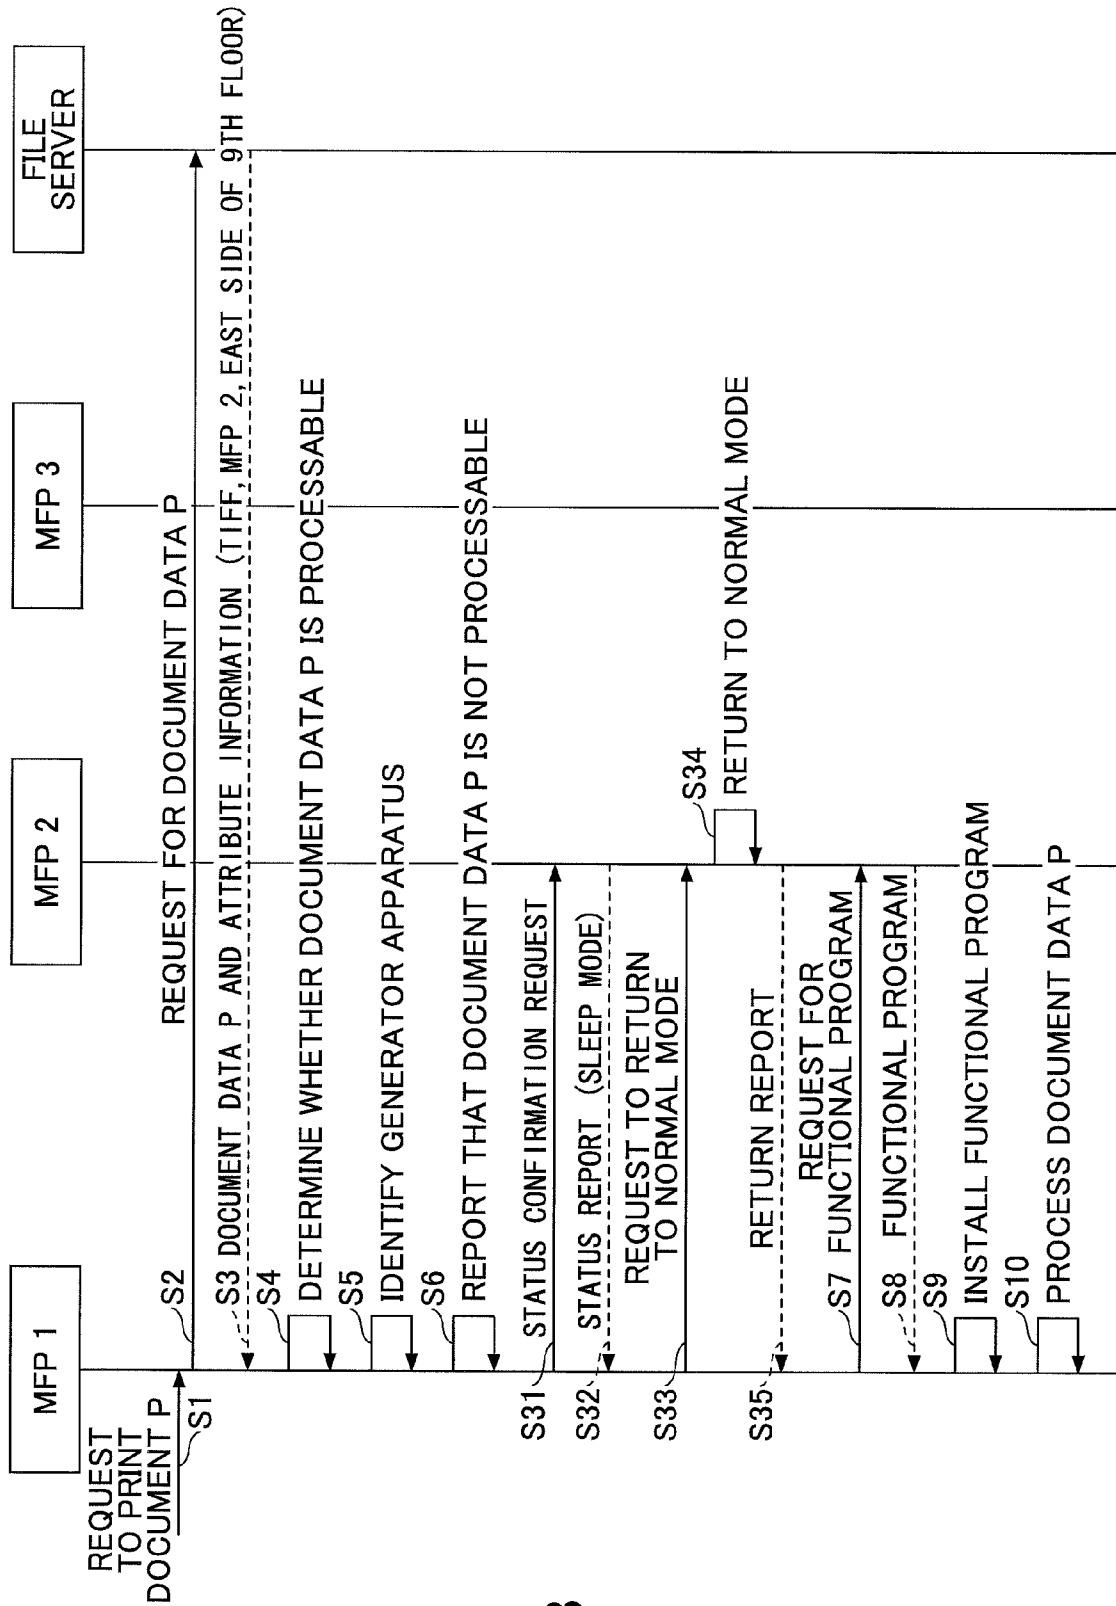 MFP 1
MFP 2
MFP 3
FILE
SERVER
REQUEST
TO PRINT
DOCUMENT P
S1
S2
REQUEST FOR DOCUMENT DATA P
S3 DOCUMENT DATA P AND ATTRIBUTE INFORMATION (TIFF, MFP 2, EAST SIDE OF 9TH FLOOR)
S4
DETERMINE WHETHER DOCUMENT DATA P IS PROCESSABLE
S5
IDENTIFY GENERATOR APPARATUS
S6
REPORT THAT DOCUMENT DATA P IS NOT PROCESSABLE
S31
STATUS CONFIRMATION REQUEST
S32
STATUS REPORT (SLEEP MODE)
S33
REQUEST TO RETURN
TO NORMAL MODE
S34
RETURN TO NORMAL MODE
S35
RETURN REPORT
REQUEST FOR
S7 FUNCTIONAL PROGRAM
S8 FUNCTIONAL PROGRAM
S9
INSTALL FUNCTIONAL PROGRAM
S10
PROCESS DOCUMENT DATA P